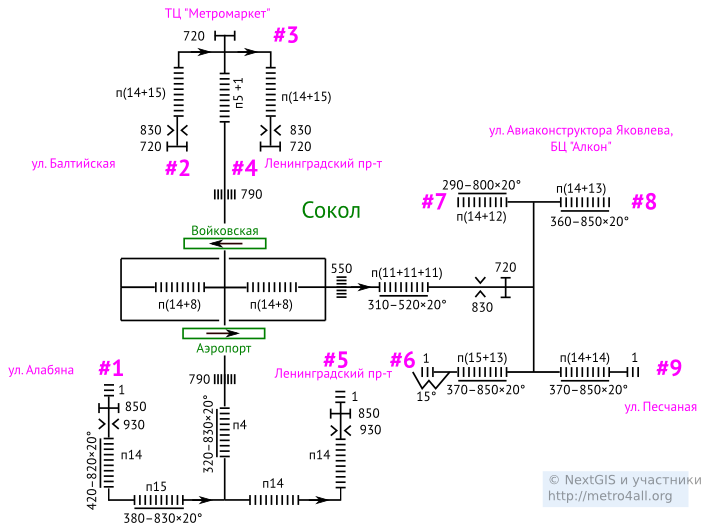 ТЦ "Метромаркет"
720
#3
п(14+15)
п5 +1
п(14+15)
830
830
720
720
ул. Балтийская
#2
#4
Ленинградский пр-т
790
Сокол
Войковская
п(14+8)
п(14+8)
Аэропорт
550
п(11+11+11)
310–520×20°
720
830
ул. Авиаконструктора Яковлева,
БЦ "Алкон"
290–800×20°
п(14+13)
#7
#8
п(14+12)
360–850×20°
ул. Алабяна
#1
1
850
930
420–820×20°
п14
п15
380–830×20°
790
320–830×20°
п4
п14
#5
Ленинградский пр-т
1
850
930
п14
#6
1
п(15+13)
п(14+14)
1
#9
15°
370–850×20°
370–850×20°
ул. Песчаная
© NextGIS и участники
http://metro4all.org